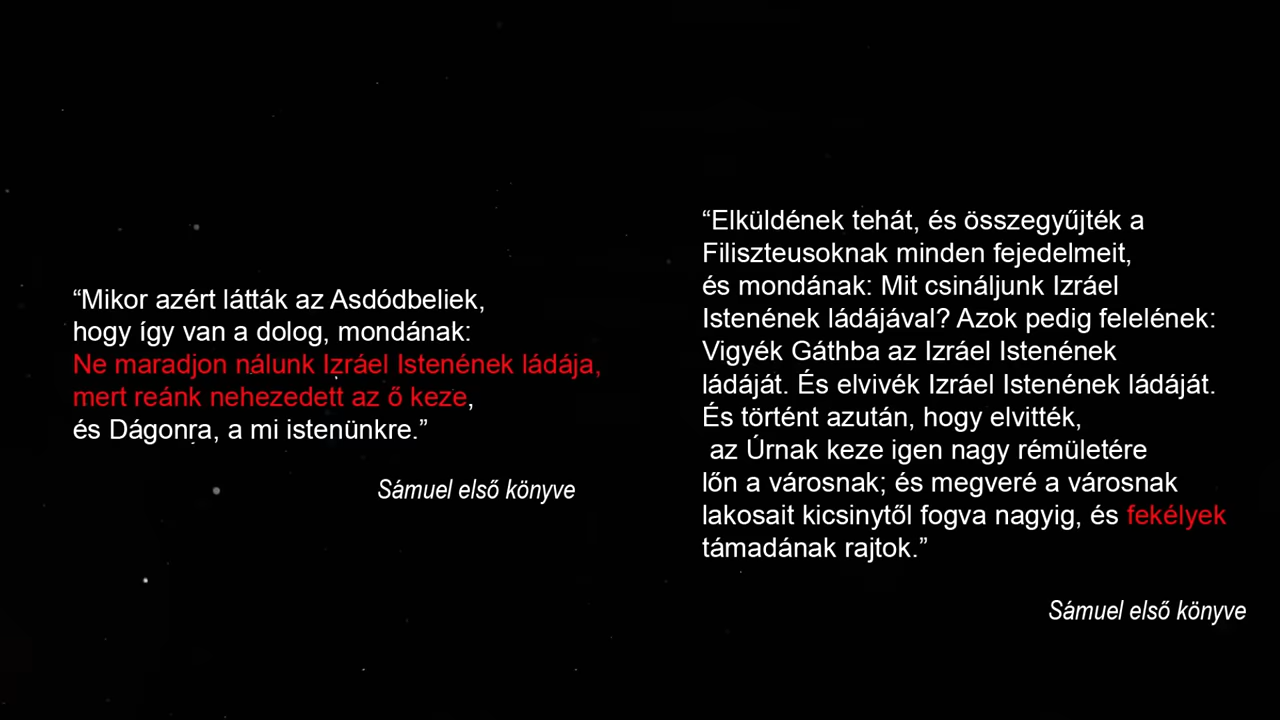 “Mikor azért látták az Asdódbeliek,
hogy így van a dolog, mondának:
Ne maradjon nálunk Izráel Istenének ládája,
mert reánk nehezedett az ő keze,
és Dágonra, a mi istenünkre.”
Sámuel első könyve
“Elküldének tehát, és összegyűjték a
Filiszteusoknak minden fejedelmeit,
és mondának: Mit csináljunk Izráel
Istenének ládájával? Azok pedig felelének:
Vigyék Gáthba az Izráel Istenének
ládáját. És elvivék Izráel Istenének ládáját.
És történt azután, hogy elvitték,
az Úrnak keze igen nagy rémületére
lőn a városnak; és megveré a városnak
lakosait kicsinytől fogva nagyig, és fekélyek
támadának rajtok.”
Sámuel első könyve